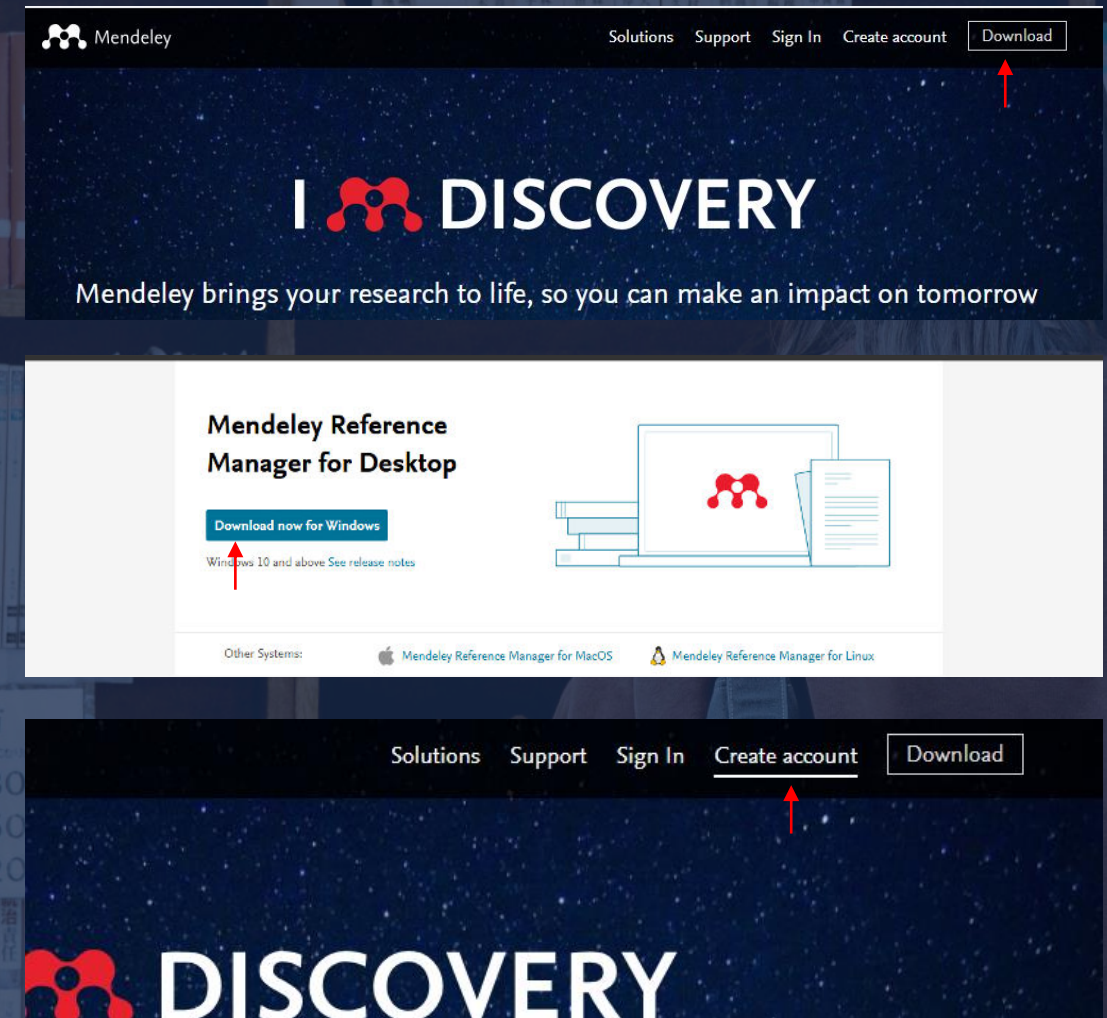 Mendeley
Solutions Support Sign In Create account Download
I DISCOVERY
Mendeley brings your research to life, so you can make an impact on tomorrow
Mendeley Reference
Manager for Desktop
Download now for Windows
Windows 10 and above See release notes
Other Systems: Mendeley Reference Manager for MacOS Mendeley Reference Manager for Linux
Solutions Support Sign In Create account Download
DISCOVERY